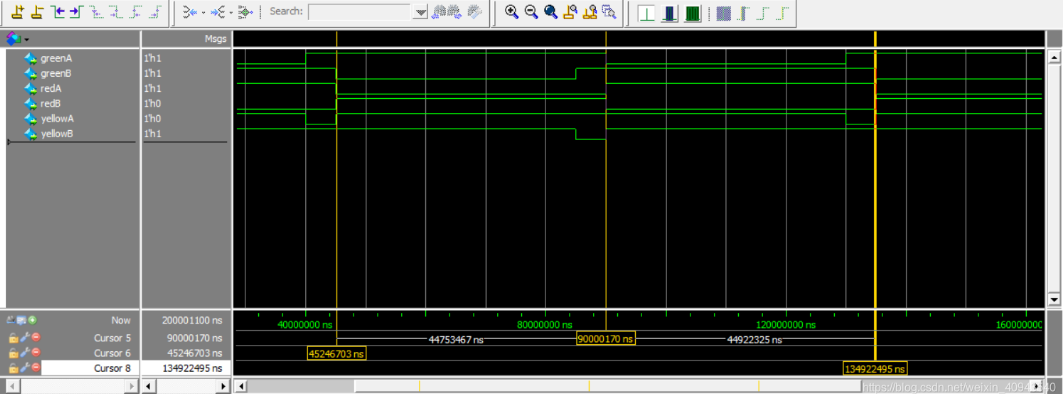 Search:
Msgs
greenA 1'h1
greenB 1'h1
redA 1'h1
redB 1'h0
yellowA 1'h0
yellowB 1'h1
Now 200001100 ns 40000000 ns 80000000 ns 120000000 ns 160000000
Cursor 5 90000170 ns 44753467 ns 90000170 ns 44922325 ns
Cursor 6 45246703 ns 45246703 ns
Cursor 8 134922495 ns 134922495 ns